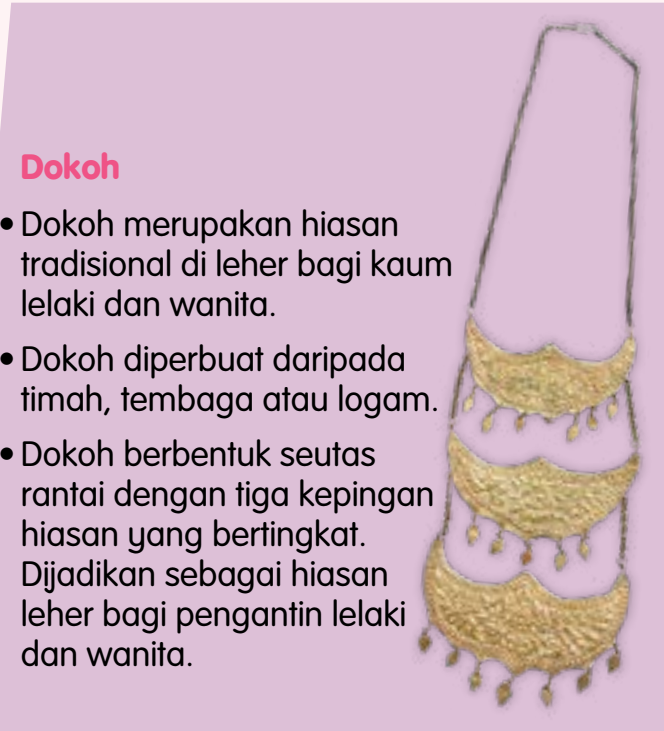 Dokoh
• Dokoh merupakan hiasan
tradisional di leher bagi kaum
lelaki dan wanita.
• Dokoh diperbuat daripada
timah, tembaga atau logam.
• Dokoh berbentuk seutas
rantai dengan tiga kepingan
hiasan yang bertingkat.
Dijadikan sebagai hiasan
leher bagi pengantin lelaki
dan wanita.